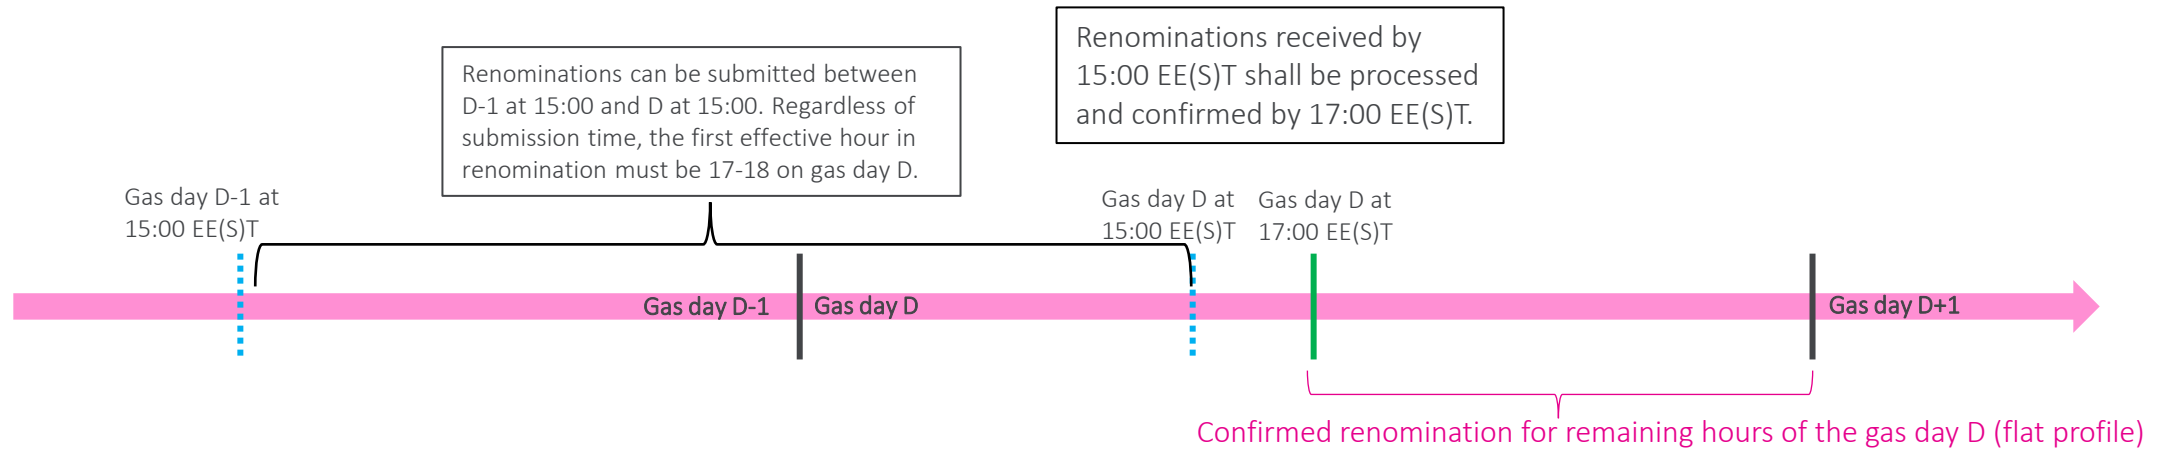 Renominations can be submitted between
D-1 at 15:00 and D at 15:00. Regardless of
submission time, the first effective hour in
renomination must be 17-18 on gas day D.
Renominations received by
15:00 EE(S)T shall be processed
and confirmed by 17:00 EE(S)T.
Gas day D-1 at
15:00 EE(S)T
Gas day D at
15:00 EE(S)T
Gas day D at
17:00 EE(S)T
Gas day D-1
Gas day D
Gas day D+1
Confirmed renomination for remaining hours of the gas day D (flat profile)